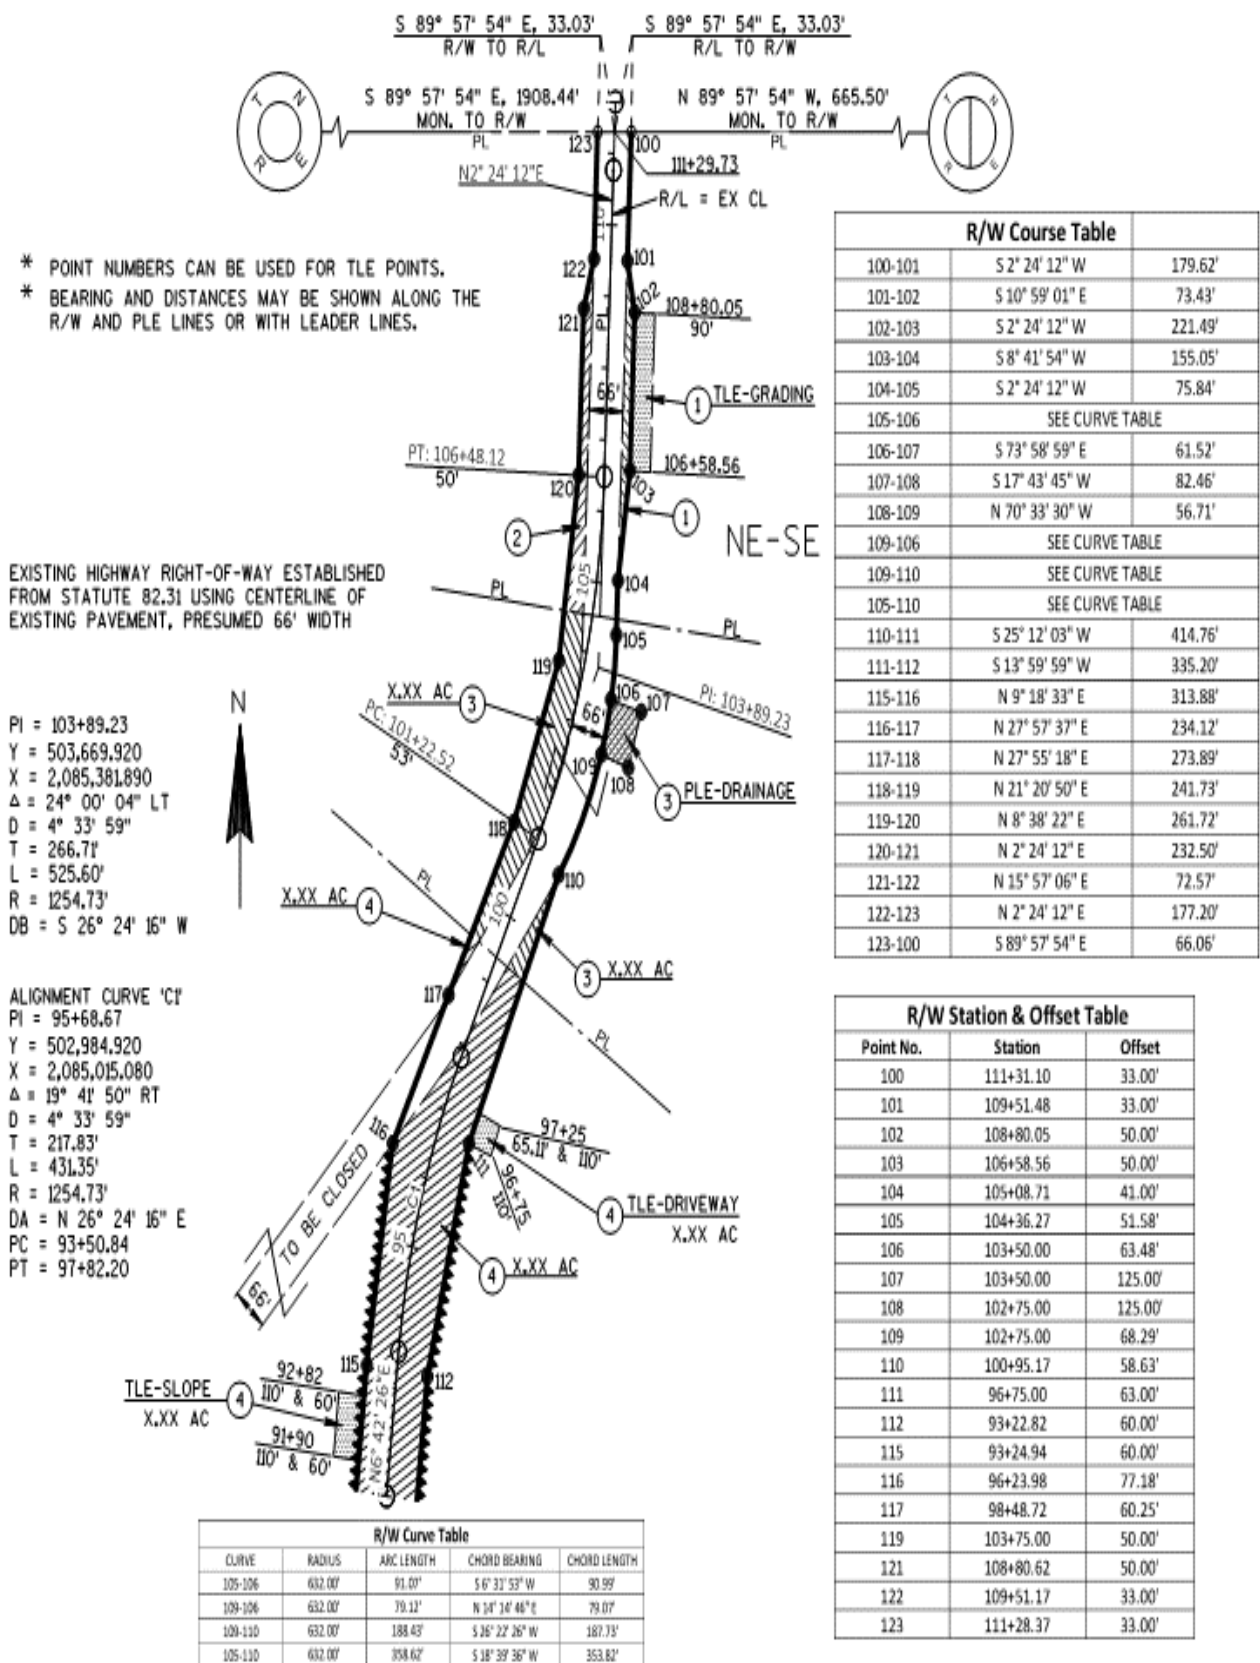 S 89° 57' 54" E, 33.03'
R/W TO R/L
S 89° 57' 54" E, 33.03'
R/L TO R/W
S 89° 57' 54" E, 1908.44'
MON. TO R/W
PL
N 89° 57' 54" W, 665.50'
MON. TO R/W
PL
T N
R E
T N
R E
123
100
111+29.73
N2° 24' 12"E
R/L = EX CL
110
* POINT NUMBERS CAN BE USED FOR TLE POINTS.
* BEARING AND DISTANCES MAY BE SHOWN ALONG THE
R/W AND PLE LINES OR WITH LEADER LINES.
122
101
121
102
108+80.05
90'
PL
66'
1 TLE-GRADING
PT: 106+48.12
50'
120
106+58.56
103
1
2
NE-SE
EXISTING HIGHWAY RIGHT-OF-WAY ESTABLISHED
FROM STATUTE 82.31 USING CENTERLINE OF
EXISTING PAVEMENT, PRESUMED 66' WIDTH
PL
105
104
PL
105
119
X.XX AC
3
106
107
66'
PI: 103+89.23
PC: 101+22.52
53'
109
108
3 PLE-DRAINAGE
N
PI = 103+89.23
Y = 503,669.920
X = 2,085,381.890
Δ = 24° 00' 04" LT
D = 4° 33' 59"
T = 266.71'
L = 525.60'
R = 1254.73'
DB = S 26° 24' 16" W
118
PL
110
X.XX AC 4
100
117
3 X.XX AC
PL
ALIGNMENT CURVE 'C1'
PI = 95+68.67
Y = 502,984.920
X = 2,085,015.080
Δ = 19° 41' 50" RT
D = 4° 33' 59"
T = 217.83'
L = 431.35'
R = 1254.73'
DA = N 26° 24' 16" E
PC = 93+50.84
PT = 97+82.20
116
97+25
65.11' & 110'
111
96+75
110'
4 TLE-DRIVEWAY
X.XX AC
TO BE CLOSED
66'
95
C1
4 X.XX AC
115
112
92+82
110' & 60'
TLE-SLOPE 4
X.XX AC
91+90
110' & 60'
N6° 42' 26"E
R/W Course Table
100-101 S 2° 24' 12" W 179.62'
101-102 S 10° 59' 01" E 73.43'
102-103 S 2° 24' 12" W 221.49'
103-104 S 8° 41' 54" W 155.05'
104-105 S 2° 24' 12" W 75.84'
105-106 SEE CURVE TABLE
106-107 S 73° 58' 59" E 61.52'
107-108 S 17° 43' 45" W 82.46'
108-109 N 70° 33' 30" W 56.71'
109-106 SEE CURVE TABLE
109-110 SEE CURVE TABLE
105-110 SEE CURVE TABLE
110-111 S 25° 12' 03" W 414.76'
111-112 S 13° 59' 59" W 335.20'
115-116 N 9° 18' 33" E 313.88'
116-117 N 27° 57' 37" E 234.12'
117-118 N 27° 55' 18" E 273.89'
118-119 N 21° 20' 50" E 241.73'
119-120 N 8° 38' 22" E 261.72'
120-121 N 2° 24' 12" E 232.50'
121-122 N 15° 57' 06" E 72.57'
122-123 N 2° 24' 12" E 177.20'
123-100 S 89° 57' 54" E 66.06'
R/W Station & Offset Table
Point No. Station Offset
100 111+31.10 33.00'
101 109+51.48 33.00'
102 108+80.05 50.00'
103 106+58.56 50.00'
104 105+08.71 41.00'
105 104+36.27 51.58'
106 103+50.00 63.48'
107 103+50.00 125.00'
108 102+75.00 125.00'
109 102+75.00 68.29'
110 100+95.17 58.63'
111 96+75.00 63.00'
112 93+22.82 60.00'
115 93+24.94 60.00'
116 96+23.98 77.18'
117 98+48.72 60.25'
119 103+75.00 50.00'
121 108+80.62 50.00'
122 109+51.17 33.00'
123 111+28.37 33.00'
R/W Curve Table
CURVE RADIUS ARC LENGTH CHORD BEARING CHORD LENGTH
105-106 632.00' 91.07' S 6° 31' 53" W 90.99'
109-106 632.00' 79.12' N 14° 14' 46" E 79.07'
109-110 632.00' 188.43' S 26° 22' 26" W 187.73'
105-110 632.00' 358.62' S 18° 39' 36" W 353.82'